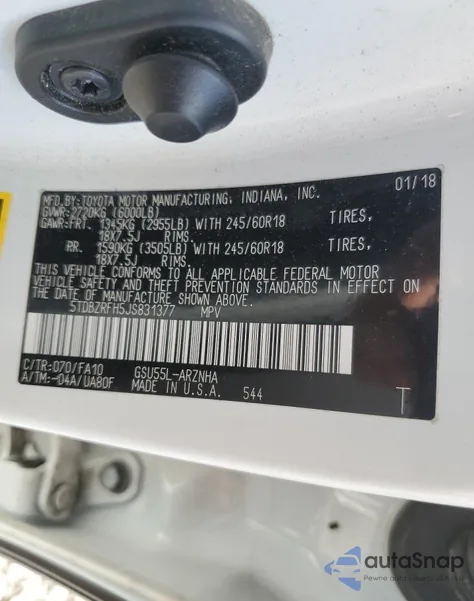 MFD.BY:TOYOTA MOTOR MANUFACTURING, INDIANA, INC. 01/18
GVWR:2720KG (6000LB)
GAWR:FRT. 1345KG (2955LB) WITH 245/60R18 TIRES,
18X7.5J RIMS.
RR. 1590KG (3505LB) WITH 245/60R18 TIRES,
18X7.5J RIMS.
THIS VEHICLE CONFORMS TO ALL APPLICABLE FEDERAL MOTOR
VEHICLE SAFETY AND THEFT PREVENTION STANDARDS IN EFFECT ON
THE DATE OF MANUFACTURE SHOWN ABOVE.
5TDBZRFH5JS831377 MPV
C/TR:070/FA10 GSU55L-ARZNHA
A/TM:-04A/UA80F MADE IN U.S.A. 544 T
autoSnap
Pewne auto